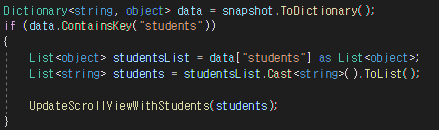 Dictionary<string, object> data = snapshot.ToDictionary();
if (data.ContainsKey("students"))
{
List<object> studentsList = data["students"] as List<object>;
List<string> students = studentsList.Cast<string>().ToList();
UpdateScrollViewWithStudents(students);
}